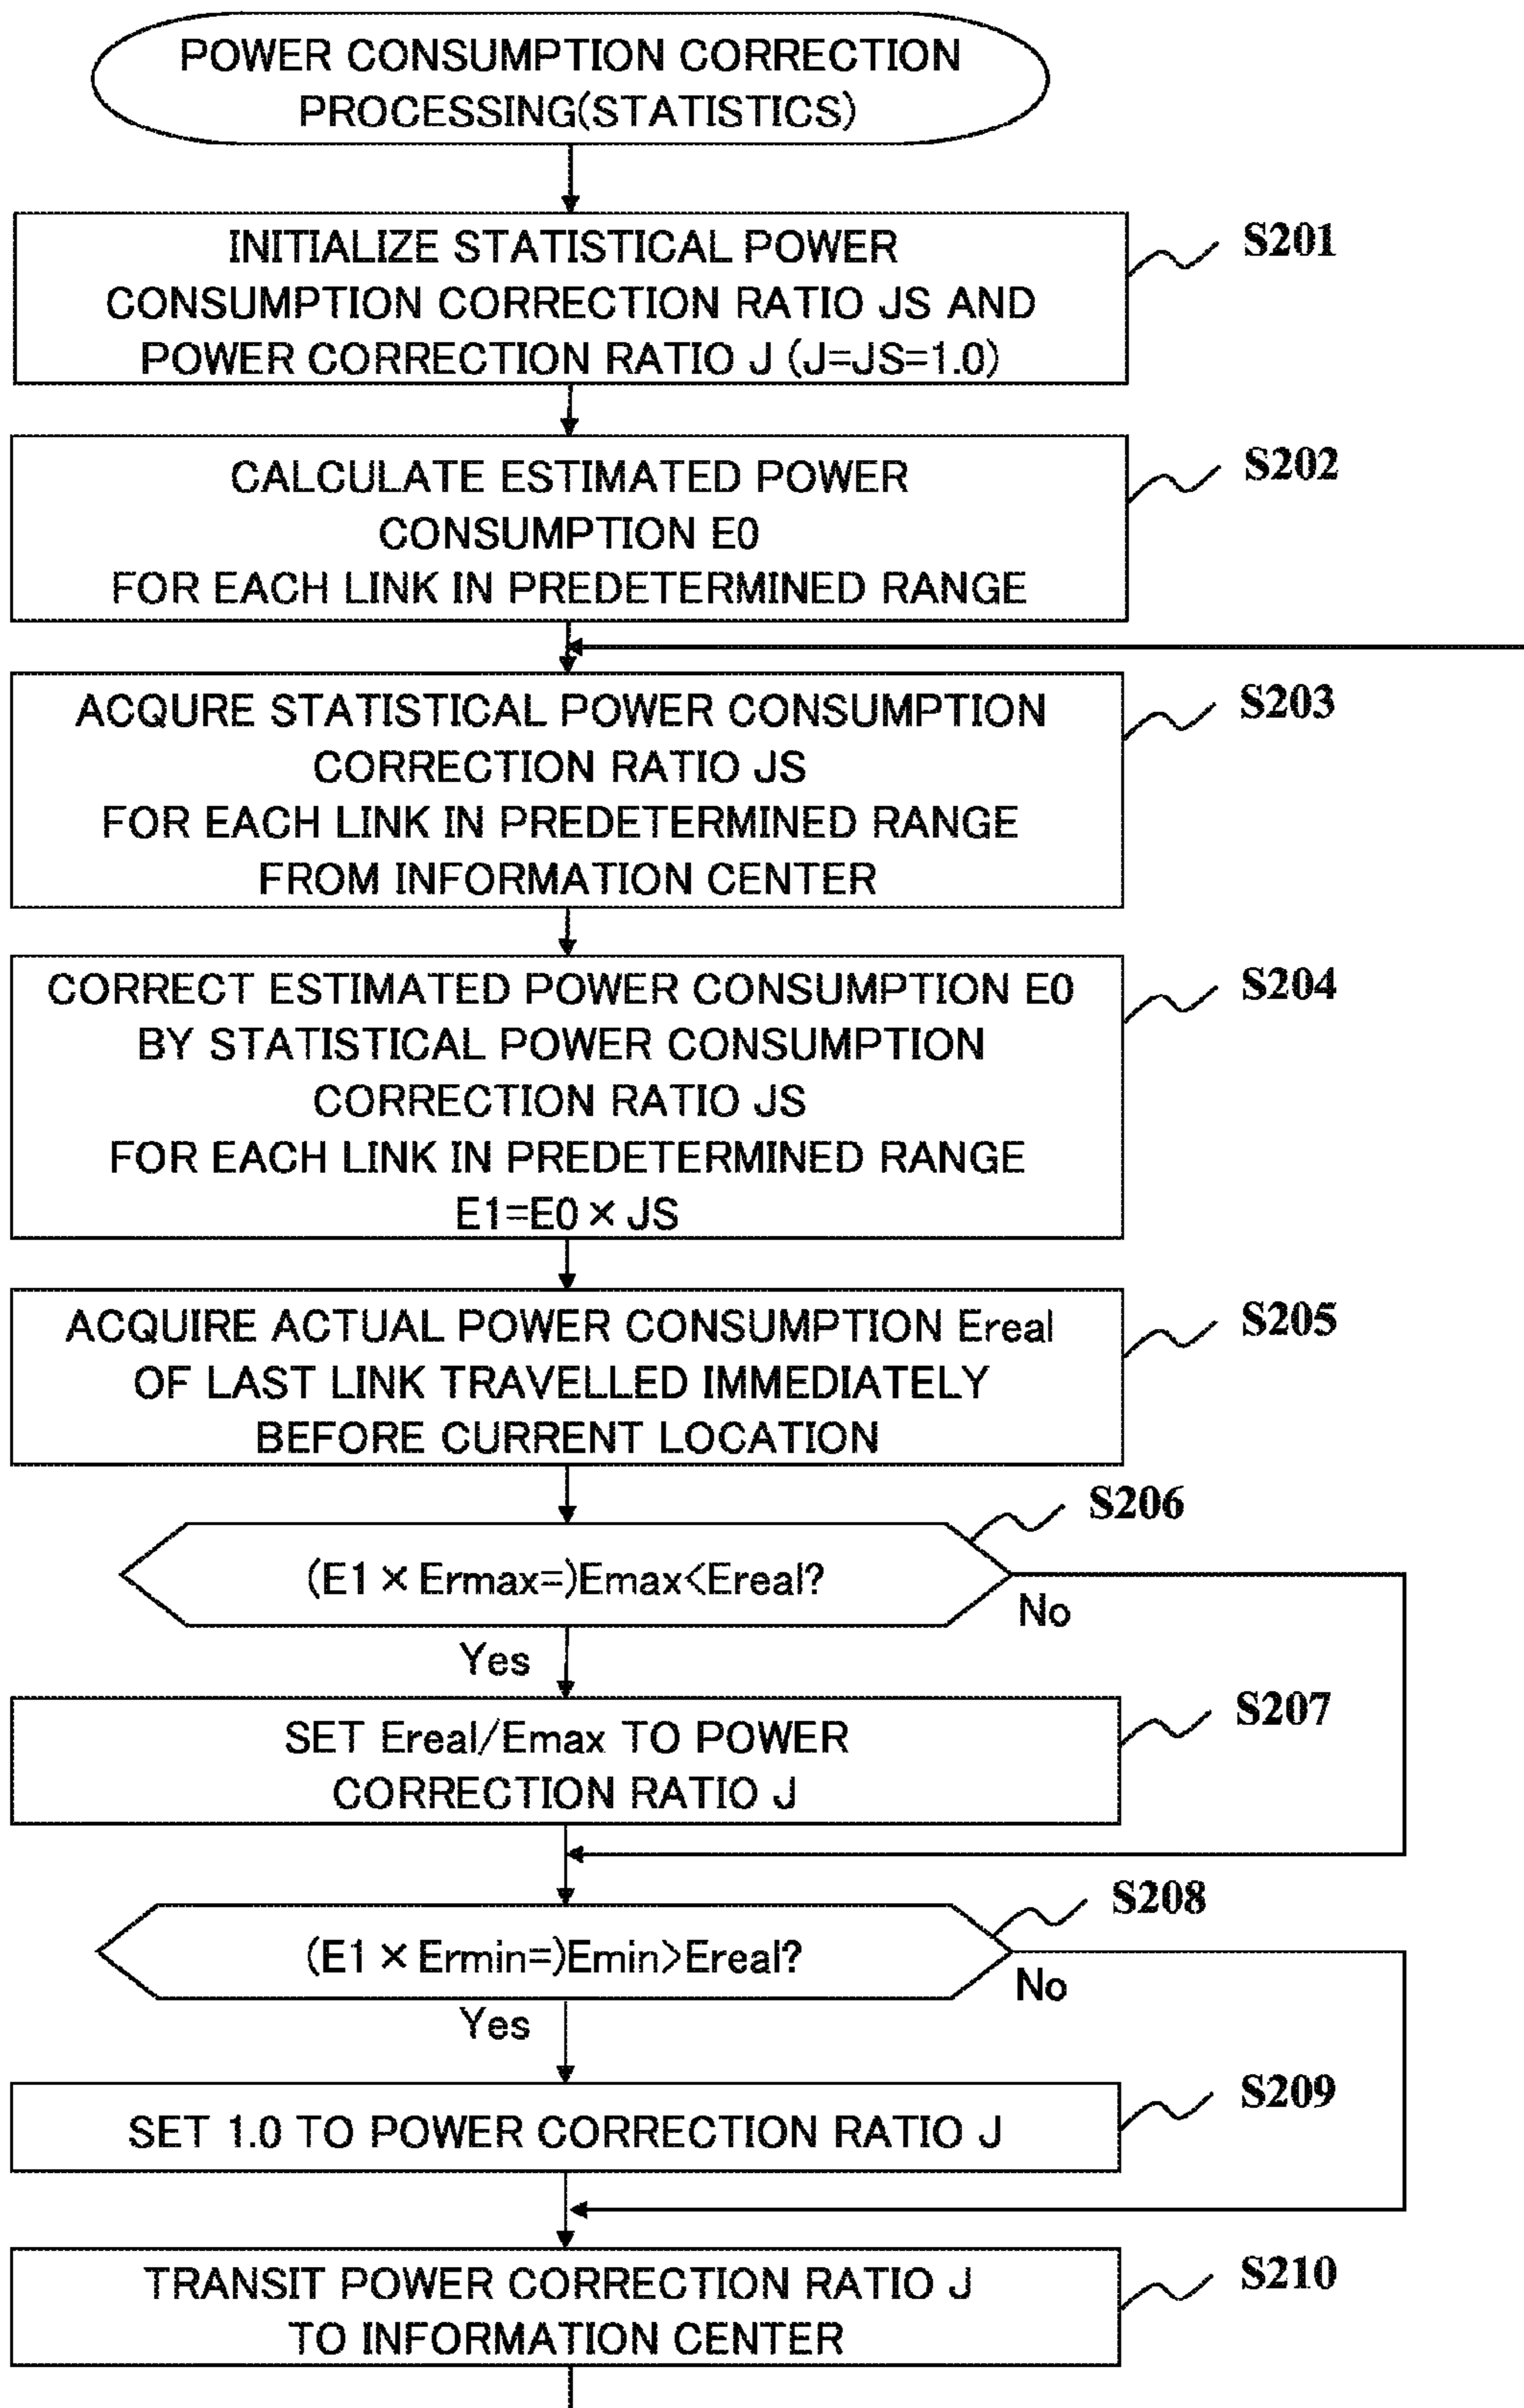 POWER CONSUMPTION CORRECTION
PROCESSING(STATISTICS)
INITIALIZE STATISTICAL POWER
CONSUMPTION CORRECTION RATIO JS AND
POWER CORRECTION RATIO J (J=JS=1.0)
S201
CALCULATE ESTIMATED POWER
CONSUMPTION E0
FOR EACH LINK IN PREDETERMINED RANGE
S202
ACQURE STATISTICAL POWER CONSUMPTION
CORRECTION RATIO JS
FOR EACH LINK IN PREDETERMINED RANGE
FROM INFORMATION CENTER
S203
CORRECT ESTIMATED POWER CONSUMPTION E0
BY STATISTICAL POWER CONSUMPTION
CORRECTION RATIO JS
FOR EACH LINK IN PREDETERMINED RANGE
E1=E0 × JS
S204
ACQUIRE ACTUAL POWER CONSUMPTION Ereal
OF LAST LINK TRAVELLED IMMEDIATELY
BEFORE CURRENT LOCATION
S205
(E1 × Ermax=)Emax<Ereal?
S206
No
Yes
SET Ereal/Emax TO POWER
CORRECTION RATIO J
S207
(E1 × Ermin=)Emin>Ereal?
S208
No
Yes
SET 1.0 TO POWER CORRECTION RATIO J
S209
TRANSIT POWER CORRECTION RATIO J
TO INFORMATION CENTER
S210